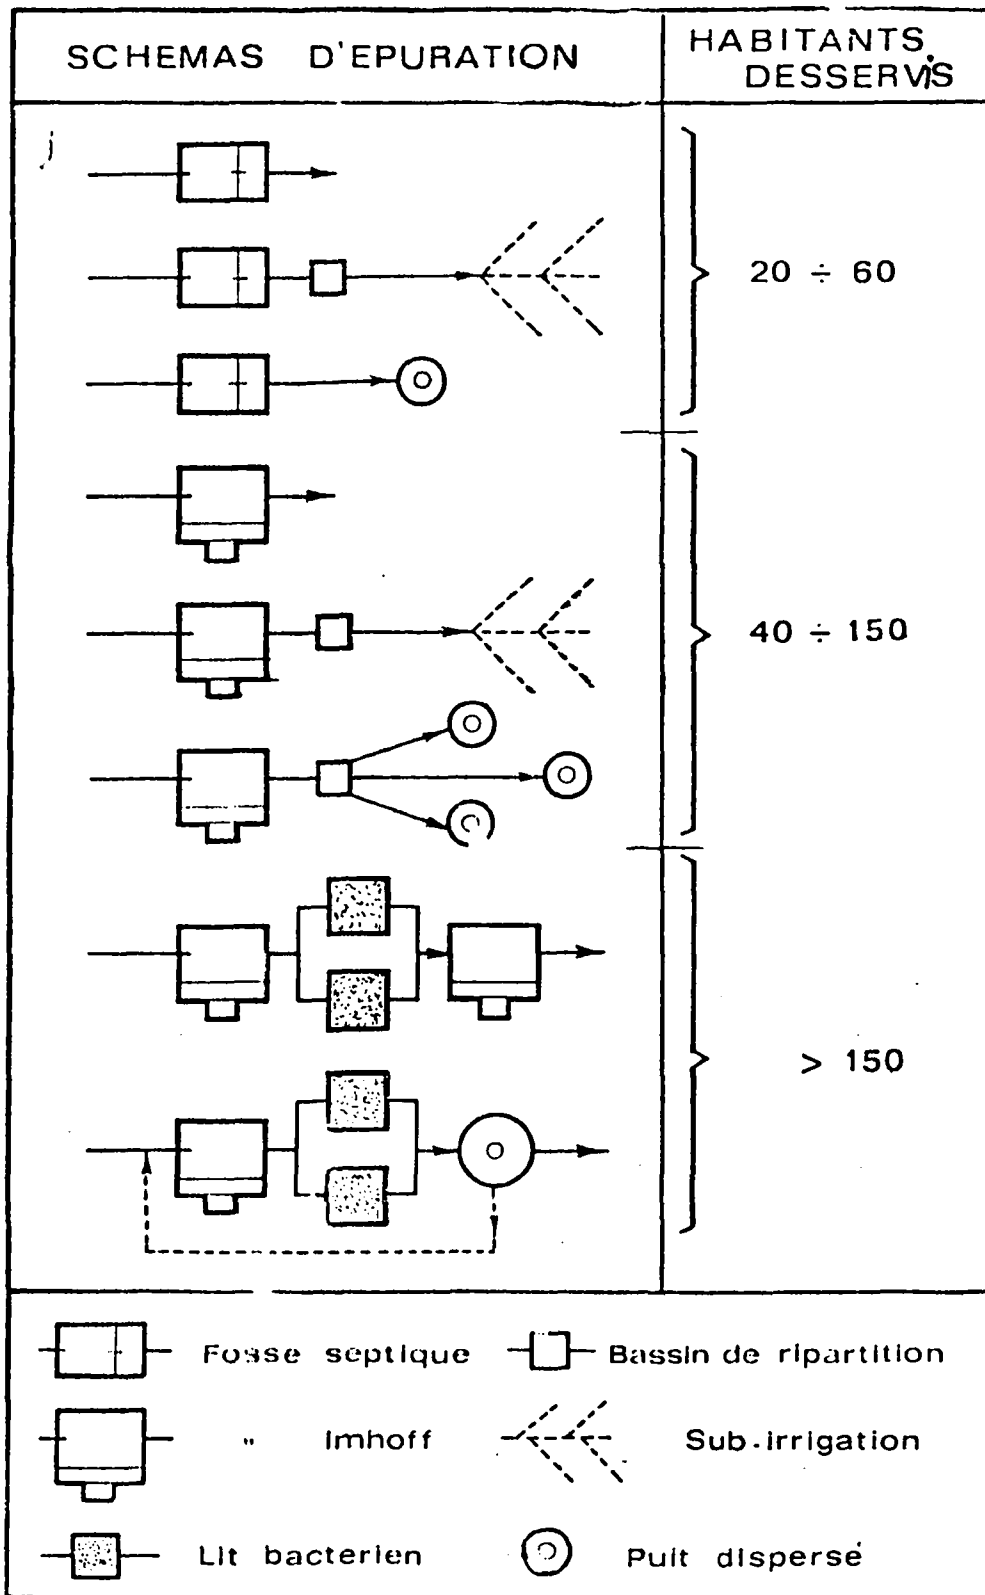 SCHEMAS D'EPURATION
HABITANTS
DESSERVIS
20 ÷ 60
40 ÷ 150
> 150
Fosse septique
Bassin de ripartition
" Imhoff
Sub-irrigation
Lit bacterien
Puit dispersé